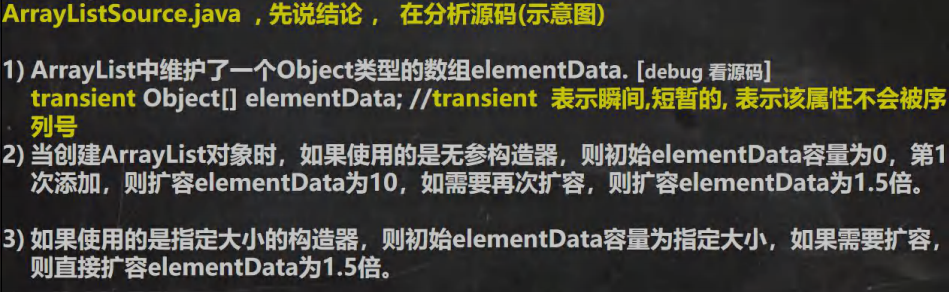 ArrayListSource.java ，先说结论， 在分析源码(示意图)
1) ArrayList中维护了一个Object类型的数组elementData. [debug 看源码]
transient Object[] elementData; //transient 表示瞬间,短暂的, 表示该属性不会被序
列号
2) 当创建ArrayList对象时，如果使用的是无参构造器，则初始elementData容量为0，第1
次添加，则扩容elementData为10，如需要再次扩容，则扩容elementData为1.5倍。
3) 如果使用的是指定大小的构造器，则初始elementData容量为指定大小，如果需要扩容，
则直接扩容elementData为1.5倍。